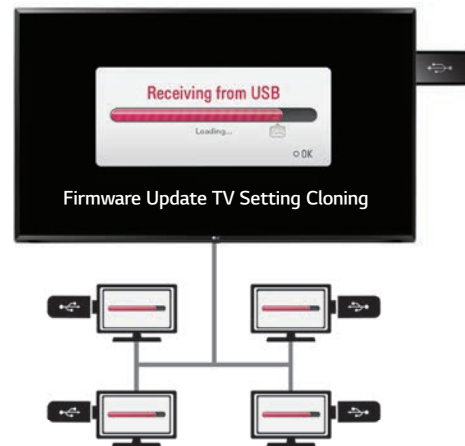 Receiving from USB
Loading...
OK
Firmware Update TV Setting Cloning